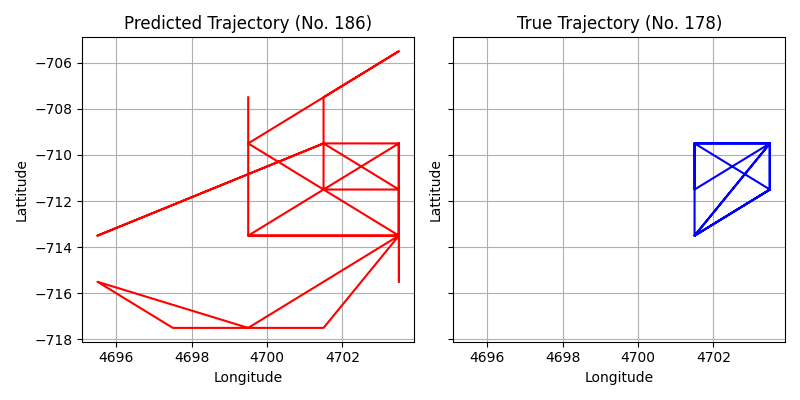 Predicted Trajectory (No. 186)
True Trajectory (No. 178)
Lattitude
−706
−708
−710
−712
−714
−716
−718
4696
4698
4700
4702
Longitude
Lattitude
4696
4698
4700
4702
Longitude